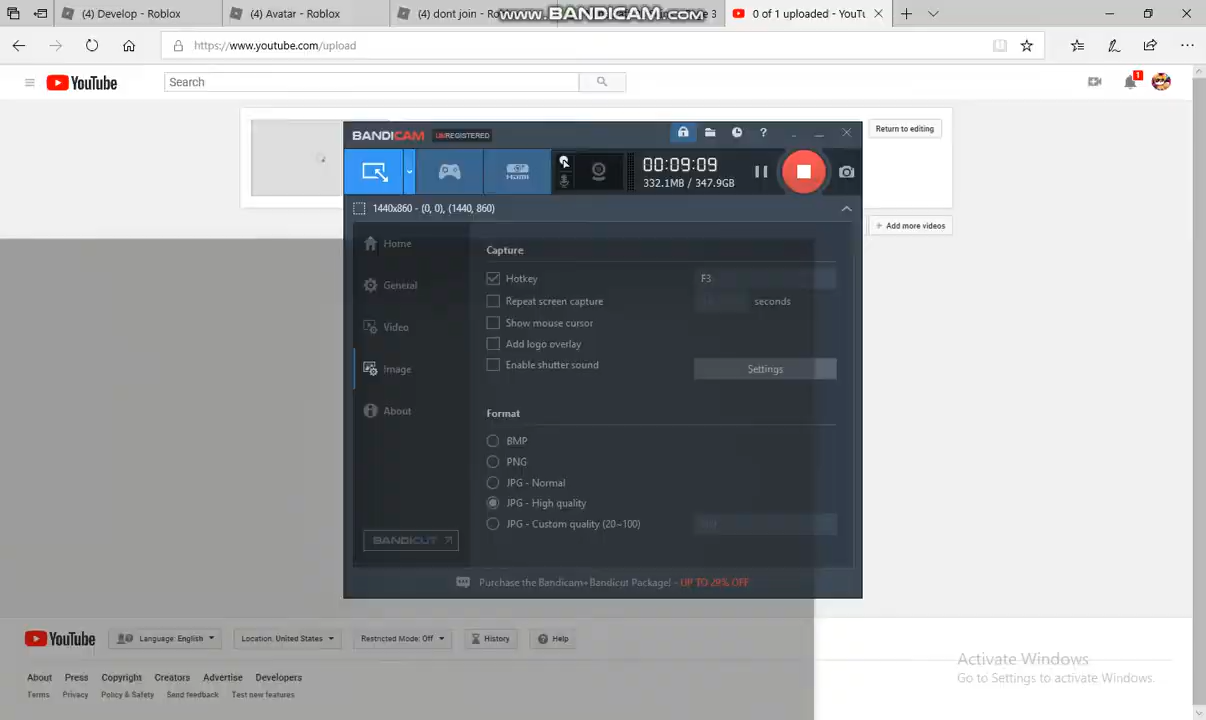 (4) Develop - Roblox
(4) Avatar - Roblox
(4) dont join - Ro
www.BANDICAM.com
3
0 of 1 uploaded - YouTu
https://www.youtube.com/upload
YouTube
Search
1
Return to editing
BANDICAM UNREGISTERED
HDMI
00:09:09
332.1MB / 347.9GB
1440x860 - (0, 0), (1440, 860)
+ Add more videos
Home
General
Video
Image
About
BANDICUT
Capture
Hotkey F3
Repeat screen capture seconds
Show mouse cursor
Add logo overlay
Enable shutter sound Settings
Format
BMP
PNG
JPG - Normal
JPG - High quality
JPG - Custom quality (20~100)
Purchase the Bandicam+Bandicut Package! - UP TO 29% OFF
YouTube Language: English Location: United States Restricted Mode: Off History Help
About Press Copyright Creators Advertise Developers
Terms Privacy Policy & Safety Send feedback Test new features
Activate Windows
Go to Settings to activate Windows.